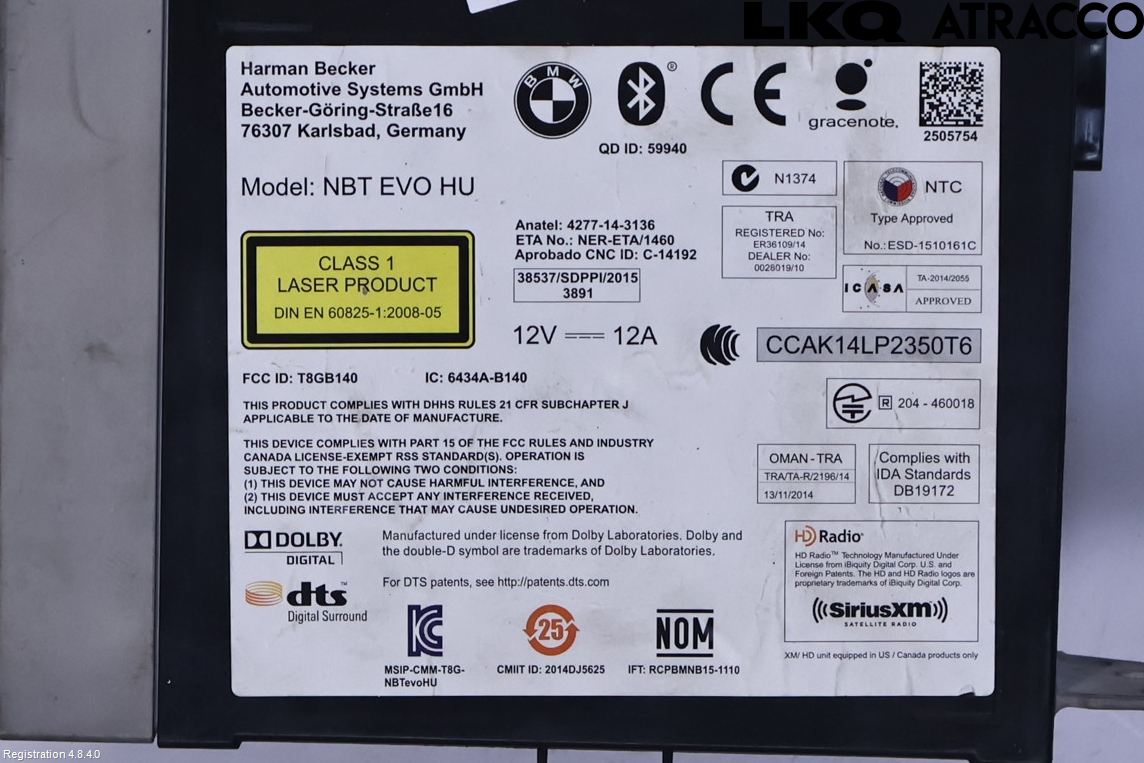 LKQ ATRACCO
Harman Becker
Automotive Systems GmbH
Becker-Göring-Straße16
76307 Karlsbad, Germany
BMW
®
QD ID: 59940
CE
gracenote.
2505754
Model: NBT EVO HU
N1374
NTC
Type Approved
No.:ESD-1510161C
TRA
REGISTERED No:
ER36109/14
DEALER No:
0028019/10
Anatel: 4277-14-3136
ETA No.: NER-ETA/1460
Aprobado CNC ID: C-14192
38537/SDPPI/2015
3891
CLASS 1
LASER PRODUCT
DIN EN 60825-1:2008-05
ICASA
TA-2014/2055
APPROVED
12V 12A
CCAK14LP2350T6
FCC ID: T8GB140 IC: 6434A-B140
R 204 - 460018
THIS PRODUCT COMPLIES WITH DHHS RULES 21 CFR SUBCHAPTER J
APPLICABLE TO THE DATE OF MANUFACTURE.
THIS DEVICE COMPLIES WITH PART 15 OF THE FCC RULES AND INDUSTRY
CANADA LICENSE-EXEMPT RSS STANDARD(S). OPERATION IS
SUBJECT TO THE FOLLOWING TWO CONDITIONS:
(1) THIS DEVICE MAY NOT CAUSE HARMFUL INTERFERENCE, AND
(2) THIS DEVICE MUST ACCEPT ANY INTERFERENCE RECEIVED,
INCLUDING INTERFERENCE THAT MAY CAUSE UNDESIRED OPERATION.
OMAN - TRA
TRA/TA-R/2196/14
13/11/2014
Complies with
IDA Standards
DB19172
DOLBY
DIGITAL
Manufactured under license from Dolby Laboratories. Dolby and
the double-D symbol are trademarks of Dolby Laboratories.
dts™
Digital Surround
For DTS patents, see http://patents.dts.com
HD Radio
HD Radio™ Technology Manufactured Under
License from iBiquity Digital Corp. U.S. and
Foreign Patents. The HD and HD Radio logos are
proprietary trademarks of iBiquity Digital Corp.
SiriusXM
SATELLITE RADIO
XM/ HD unit equipped in US / Canada products only
KC
MSIP-CMM-T8G-
NBTevoHU
25
CMIIT ID: 2014DJ5625
NOM
IFT: RCPBMNB15-1110
Registration 4.8.4.0